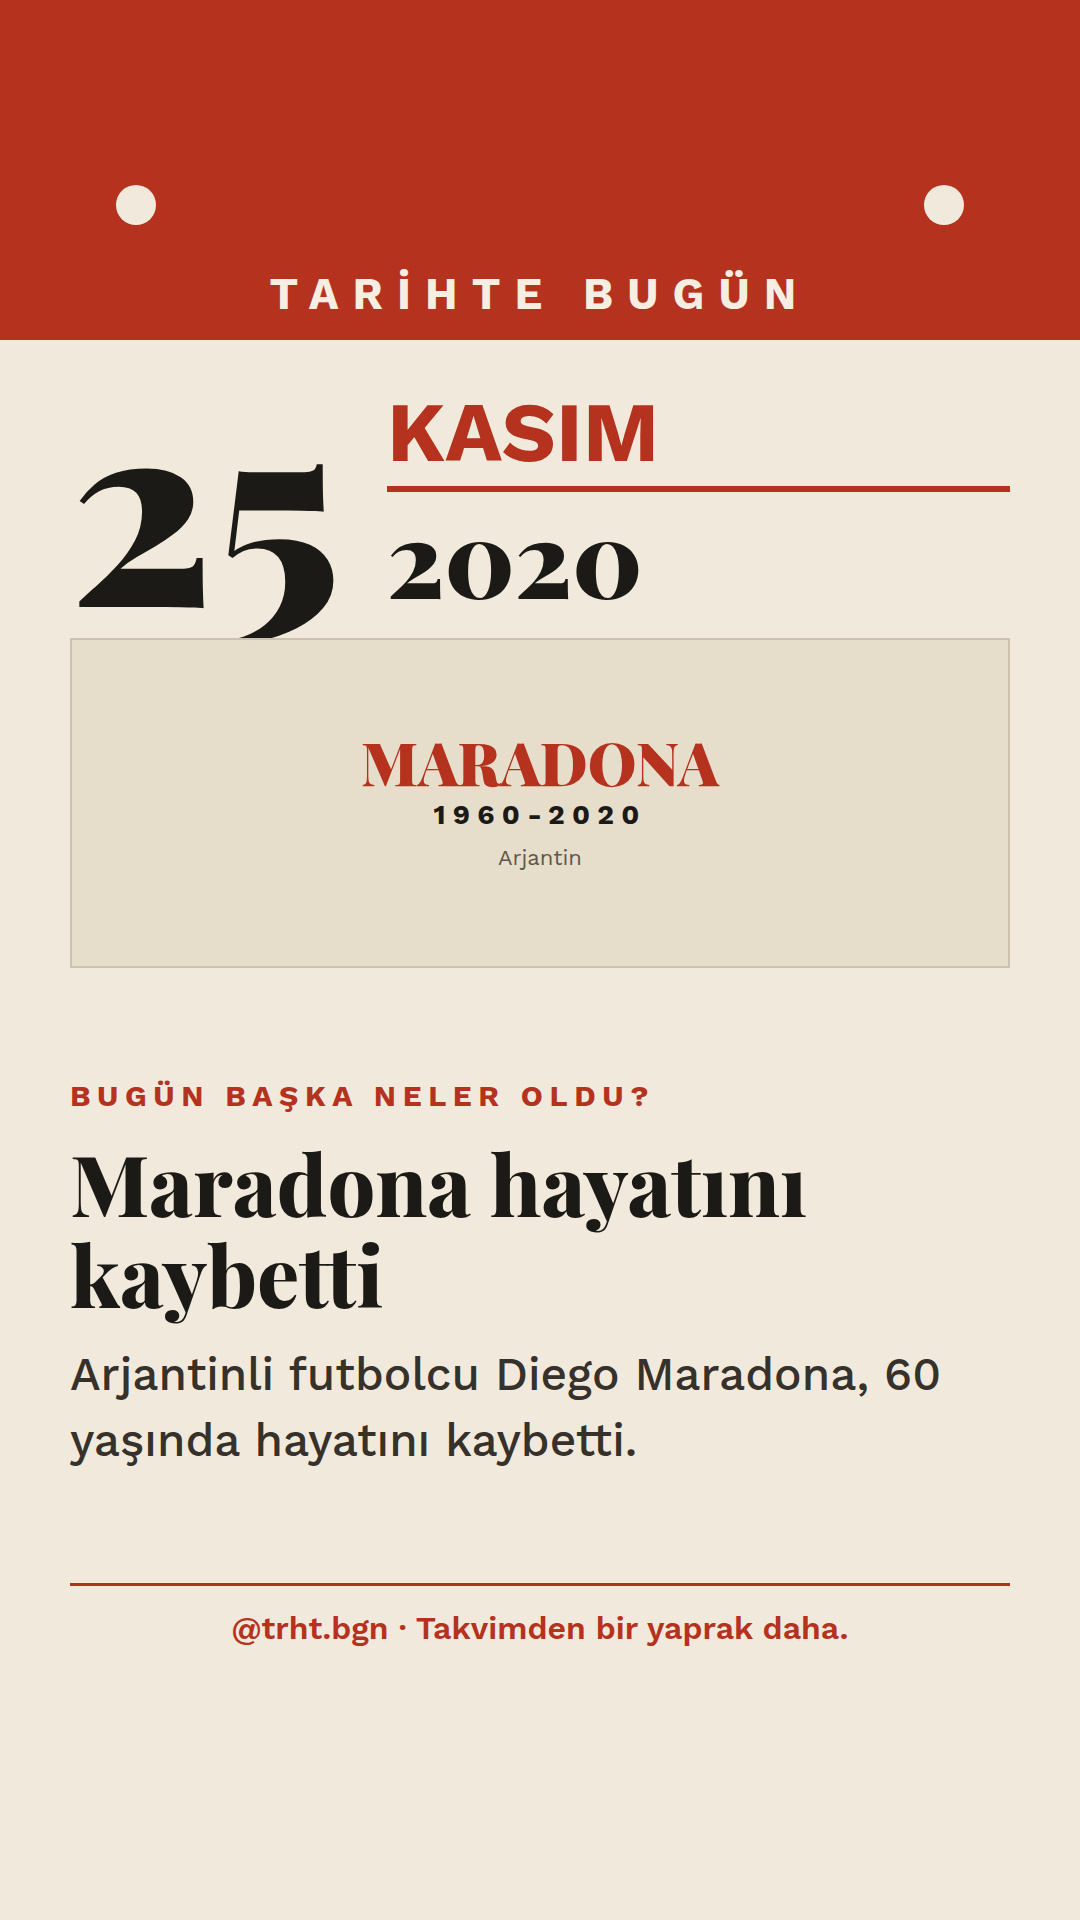 TARİHTE BUGÜN
25
KASIM
2020
MARADONA
1960-2020
Arjantin
BUGÜN BAŞKA NELER OLDU?
Maradona hayatını
kaybetti
Arjantinli futbolcu Diego Maradona, 60
yaşında hayatını kaybetti.
@trht.bgn · Takvimden bir yaprak daha.